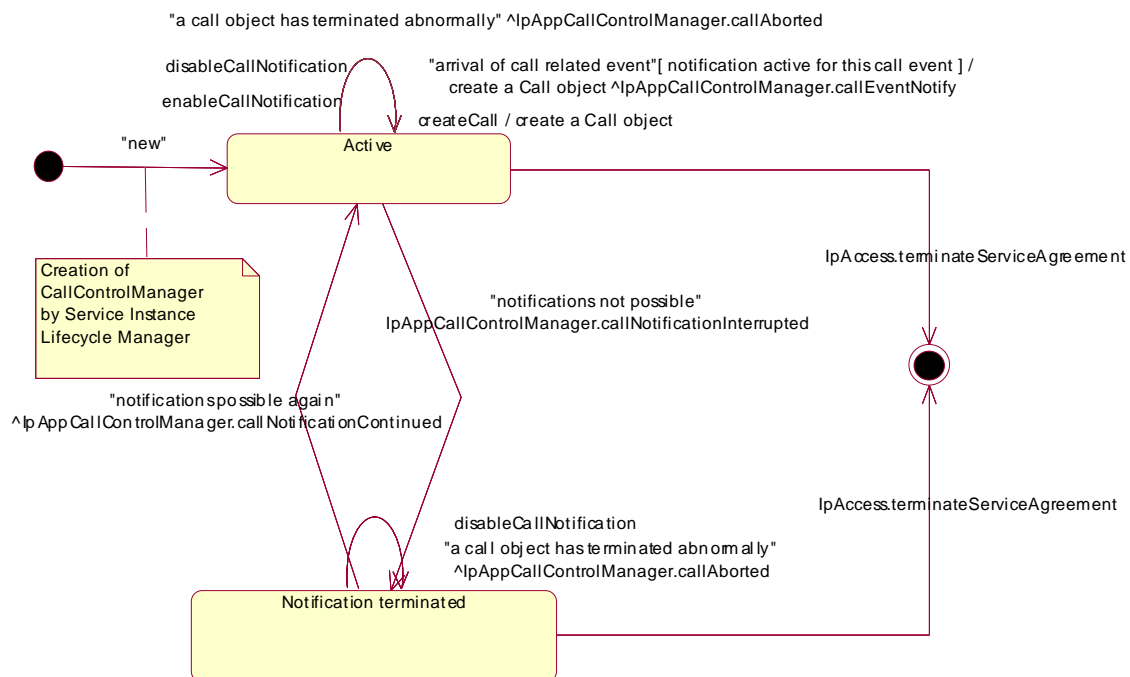 "a call object has terminated abnormally" ^IpAppCallControlManager.callAborted
disableCallNotification
"arrival of call related event"[ notification active for this call event ] /
create a Call object ^IpAppCallControlManager.callEventNotify
enableCallNotification
createCall / create a Call object
"new"
Active
IpAccess.terminateServiceAgreement
Creation of
CallControlManager
by Service Instance
Lifecycle Manager
"notifications not possible"
IpAppCallControlManager.callNotificationInterrupted
"notifications possible again"
^IpAppCallControlManager.callNotificationContinued
IpAccess.terminateServiceAgreement
disableCallNotification
"a call object has terminated abnormally"
^IpAppCallControlManager.callAborted
Notification terminated